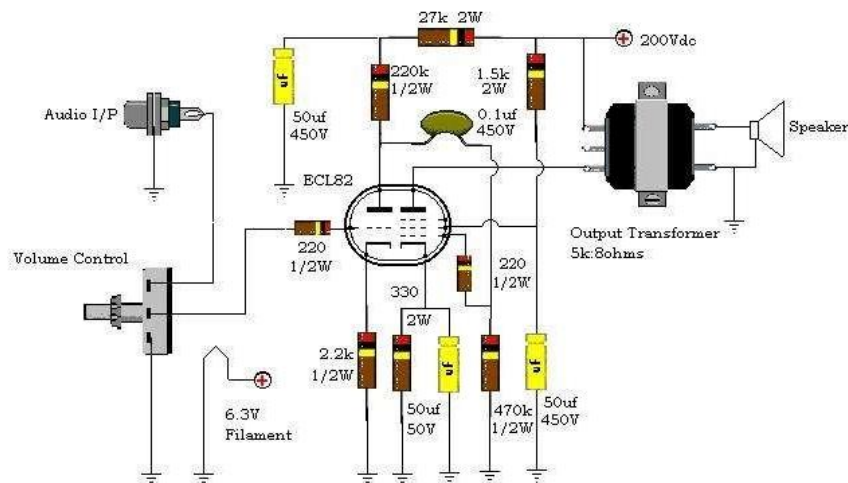 27k 2W
200Vdc
220k
1/2W
1.5k
2W
uf
50uf
450V
0.1uf
450V
Audio I/P
Speaker
ECL82
Output Transformer
5k:8ohms
220
1/2W
Volume Control
220
1/2W
330
2W
2.2k
1/2W
uf
uf
50uf
50V
470k
1/2W
50uf
450V
6.3V
Filament